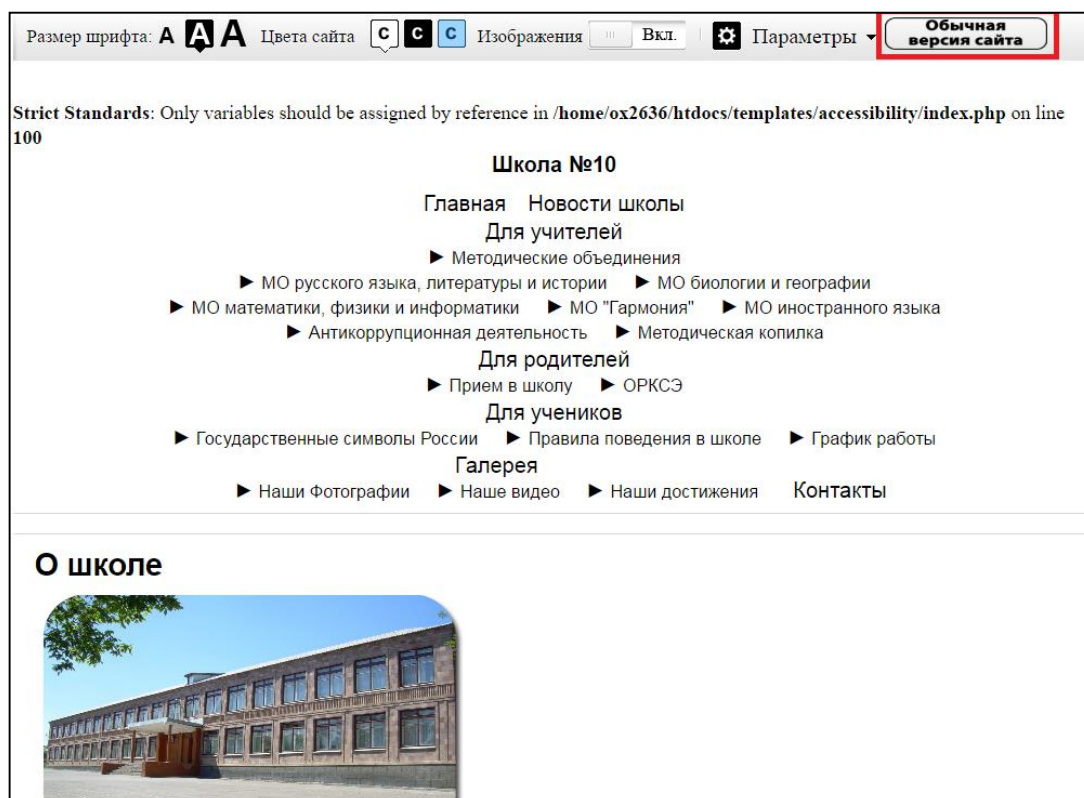 Размер шрифта: А А А Цвета сайта С С С Изображения Вкл. Параметры Обычная
версия сайта
Strict Standards: Only variables should be assigned by reference in /home/ox2636/htdocs/templates/accessibility/index.php on line
100
Школа №10
Главная Новости школы
Для учителей
► Методические объединения
► МО русского языка, литературы и истории ► МО биологии и географии
► МО математики, физики и информатики ► МО "Гармония" ► МО иностранного языка
► Антикоррупционная деятельность ► Методическая копилка
Для родителей
► Прием в школу ► ОРКСЭ
Для учеников
► Государственные символы России ► Правила поведения в школе ► График работы
Галерея
► Наши Фотографии ► Наше видео ► Наши достижения Контакты
О школе